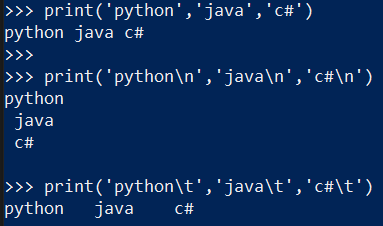 >>> print('python','java','c#')
python java c#
>>>
>>> print('python\n','java\n','c#\n')
python
 java
 c#

>>> print('python\t','java\t','c#\t')
python   java    c#